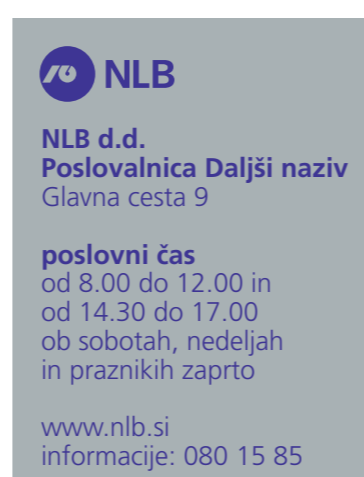 NLB
NLB d.d.
Poslovalnica Daljši naziv
Glavna cesta 9
poslovni čas
od 8.00 do 12.00 in
od 14.30 do 17.00
ob sobotah, nedeljah
in praznikih zaprto
www.nlb.si
informacije: 080 15 85